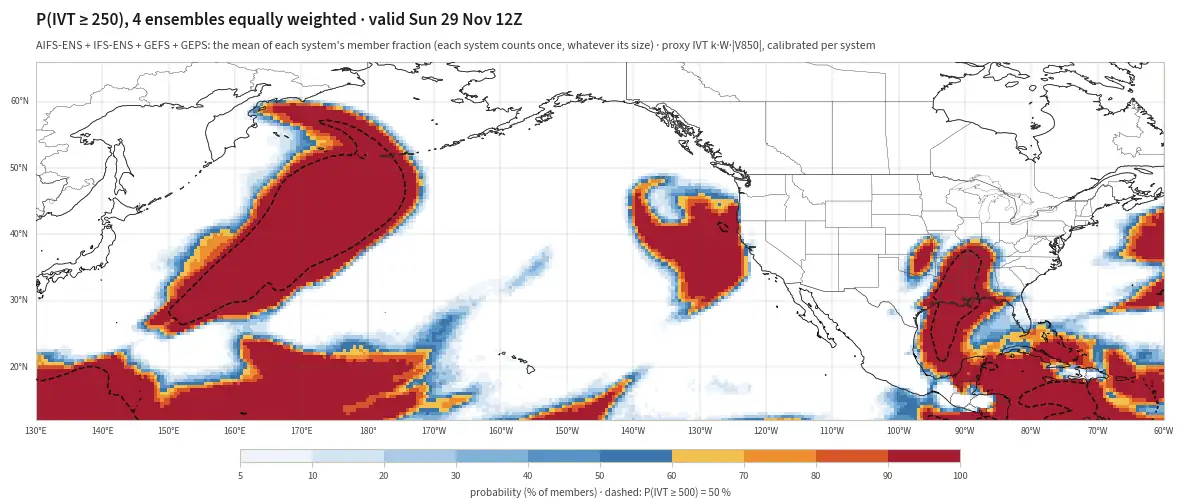 P(IVT ≥ 250), 4 ensembles equally weighted · valid Sun 29 Nov 12Z
AIFS-ENS + IFS-ENS + GEFS + GEPS: the mean of each system's member fraction (each system counts once, whatever its size) · proxy IVT k·W·|V850|, calibrated per system
60°N
50°N
40°N
30°N
20°N
130°E 140°E 150°E 160°E 170°E 180° 170°W 160°W 150°W 140°W 130°W 120°W 110°W 100°W 90°W 80°W 70°W 60°W
5 10 20 30 40 50 60 70 80 90 100
probability (% of members) · dashed: P(IVT ≥ 500) = 50 %